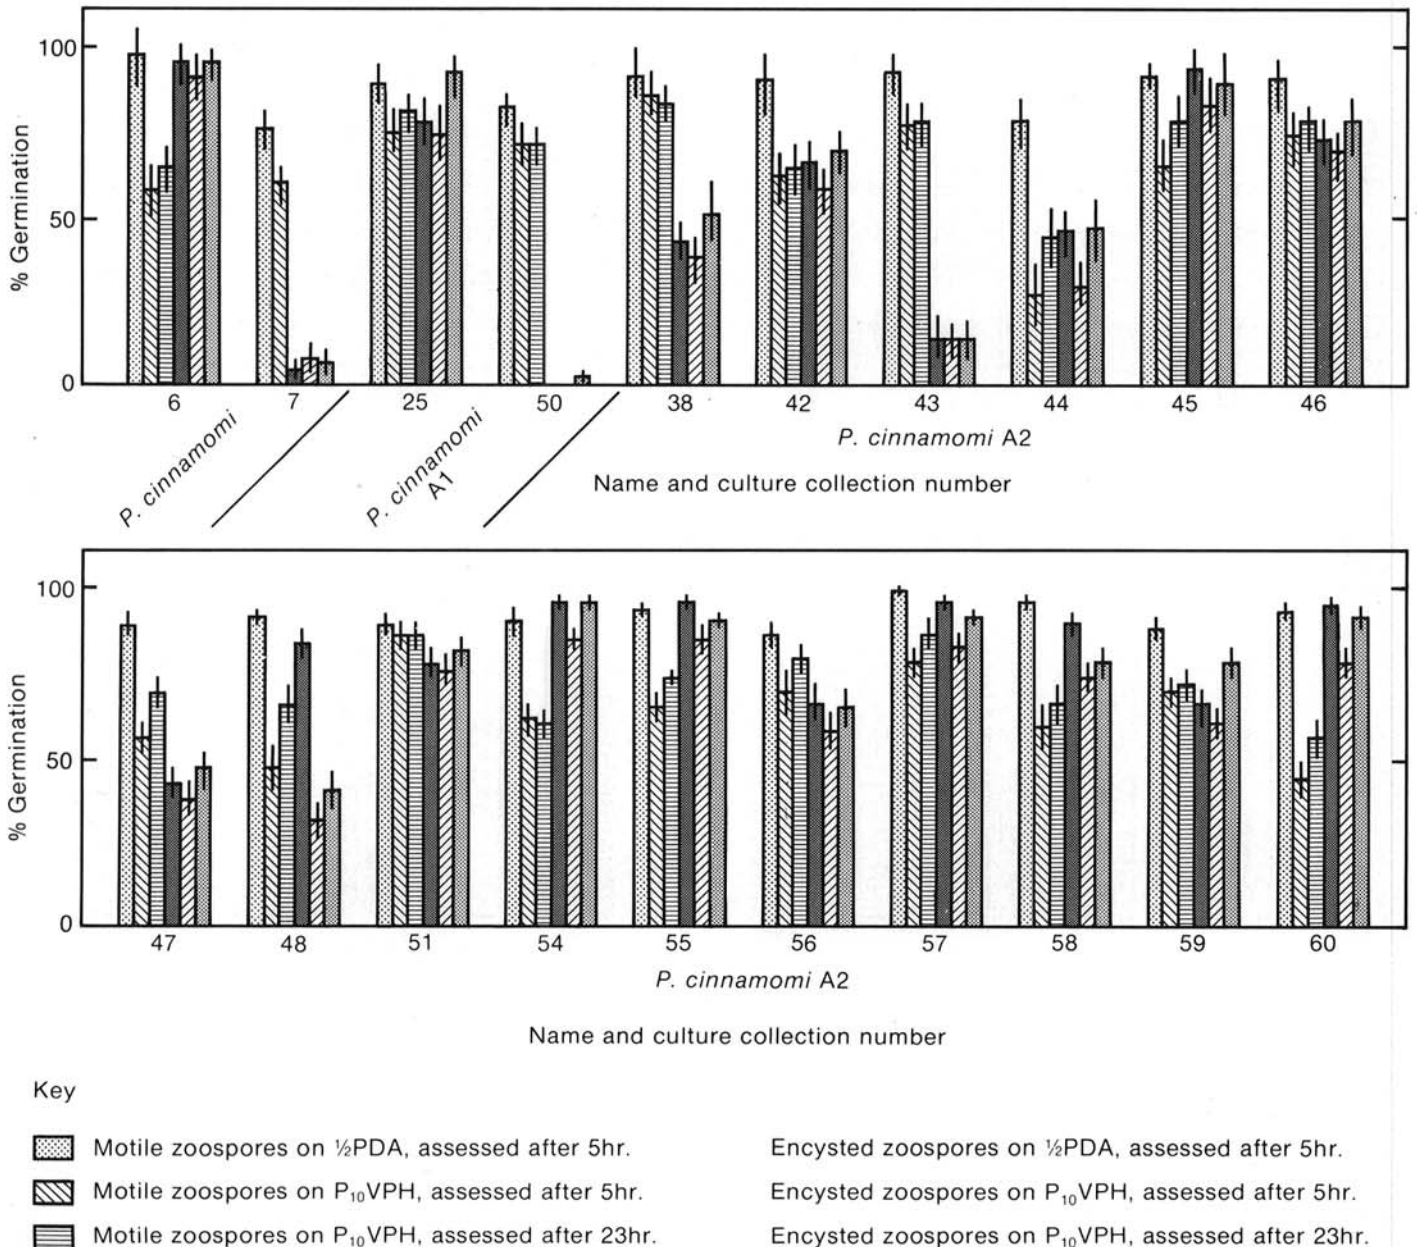 100
50
0
% Germination
6 7 25 50 38 42 43 44 45 46
P. cinnamomi
P. cinnamomi
A1
P. cinnamomi A2
Name and culture collection number
100
50
0
% Germination
47 48 51 54 55 56 57 58 59 60
P. cinnamomi A2
Name and culture collection number
Key
Motile zoospores on ½PDA, assessed after 5hr.
Motile zoospores on P₁₀VPH, assessed after 5hr.
Motile zoospores on P₁₀VPH, assessed after 23hr.
Encysted zoospores on ½PDA, assessed after 5hr.
Encysted zoospores on P₁₀VPH, assessed after 5hr.
Encysted zoospores on P₁₀VPH, assessed after 23hr.